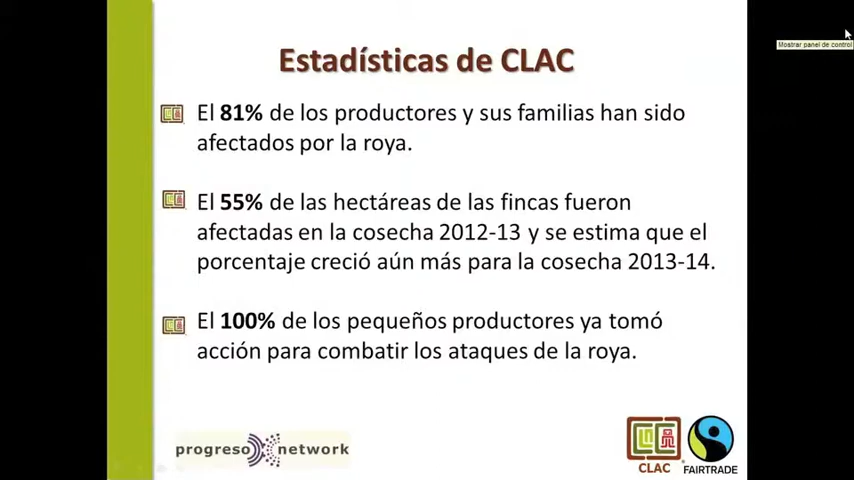 Estadísticas de CLAC
Mostrar panel de control
El 81% de los productores y sus familias han sido
afectados por la roya.
El 55% de las hectáreas de las fincas fueron
afectadas en la cosecha 2012-13 y se estima que el
porcentaje creció aún más para la cosecha 2013-14.
El 100% de los pequeños productores ya tomó
acción para combatir los ataques de la roya.
progreso network
CLAC
FAIRTRADE